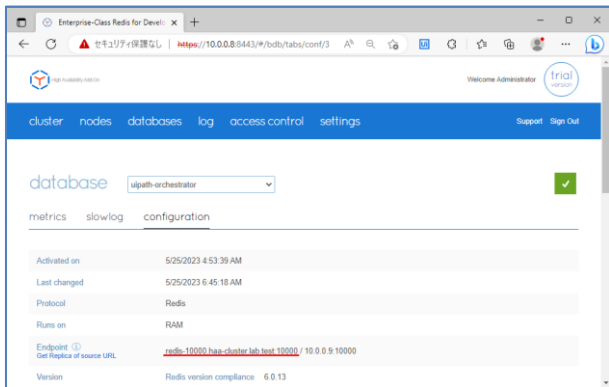 Enterprise-Class Redis for Develo
セキュリティ保護なし | https://10.0.0.8:8443/#/bdb/tabs/conf/3
High Availability Add-On
Welcome Administrator
trial
version
cluster nodes databases log access control settings
Support Sign Out
database
uipath-orchestrator
metrics slowlog configuration
Activated on 5/25/2023 4:53:39 AM
Last changed 5/25/2023 6:45:18 AM
Protocol Redis
Runs on RAM
Endpoint redis-10000.haa-cluster.lab.test:10000 / 10.0.0.9:10000
Get Replica of source URL
Version Redis version compliance 6.0.13